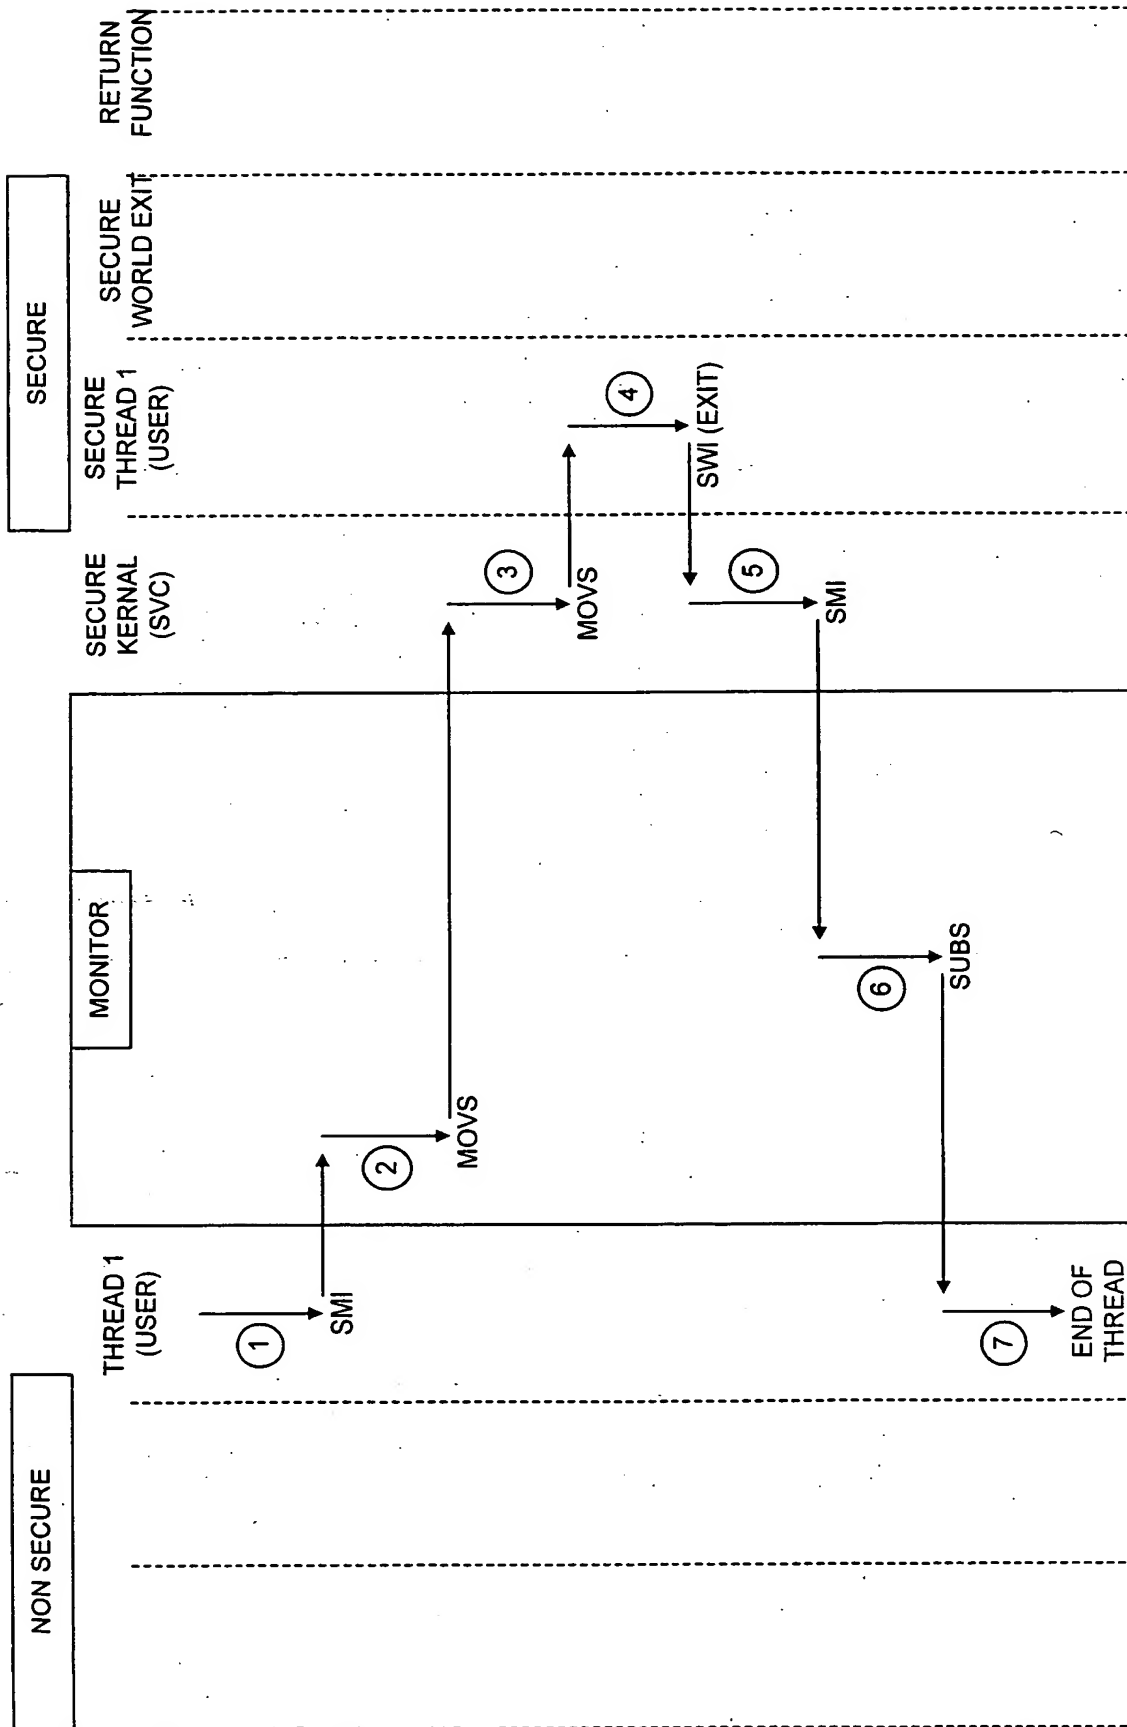 NON SECURE
MONITOR
SECURE
THREAD 1
(USER)
SECURE
KERNAL
(SVC)
SECURE
THREAD 1
(USER)
SECURE
WORLD EXIT
RETURN
FUNCTION
1
SMI
2
MOVS
3
MOVS
4
SWI (EXIT)
5
SMI
6
SUBS
7
END OF
THREAD